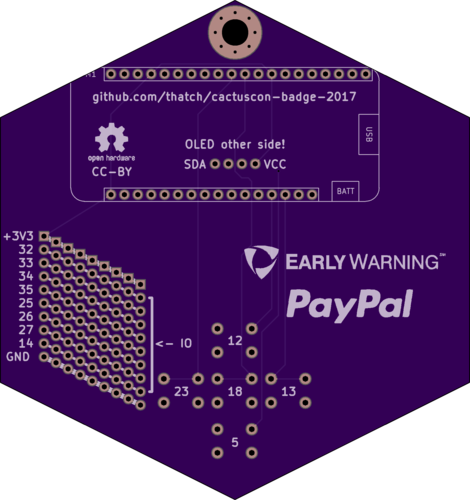 github.com/thatch/cactuscon-badge-2017
USB
OLED other side!
open hardware
SDA VCC
CC-BY
BATT
+3V3
32
33
34
35
25
26
27
14
GND
<- IO
EARLY WARNING
PayPal
12
23 18 13
5